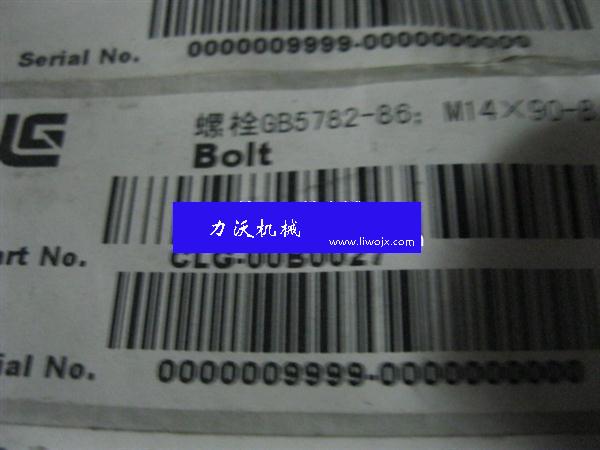 Serial No. 0000009999-0000000000
LG
螺栓GB5782-86; M14×90-8
Bolt
力沃机械
www.liwojx.com
art No. CLG-00B0027
ial No. 0000009999-0000000000